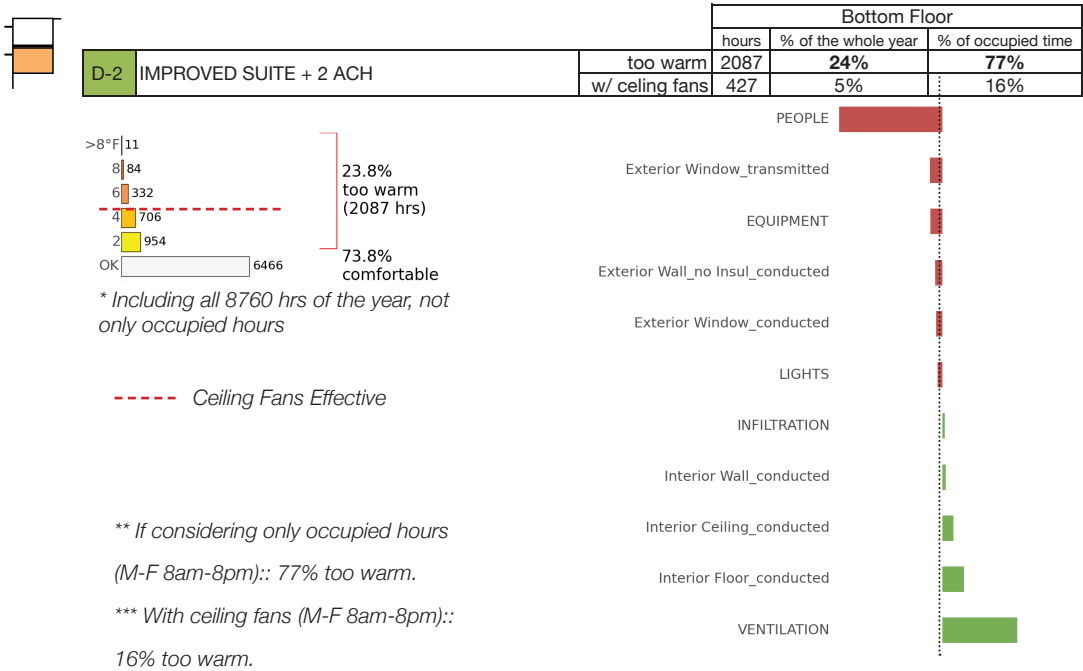 Bottom Floor
hours % of the whole year % of occupied time
D-2 IMPROVED SUITE + 2 ACH too warm 2087 24% 77%
w/ celing fans 427 5% 16%
>8°F 11
8 84
6 332
4 706
2 954
OK 6466
23.8%
too warm
(2087 hrs)
73.8%
comfortable
* Including all 8760 hrs of the year, not
only occupied hours
Ceiling Fans Effective
** If considering only occupied hours
(M-F 8am-8pm):: 77% too warm.
*** With ceiling fans (M-F 8am-8pm)::
16% too warm.
PEOPLE
Exterior Window_transmitted
EQUIPMENT
Exterior Wall_no Insul_conducted
Exterior Window_conducted
LIGHTS
INFILTRATION
Interior Wall_conducted
Interior Ceiling_conducted
Interior Floor_conducted
VENTILATION